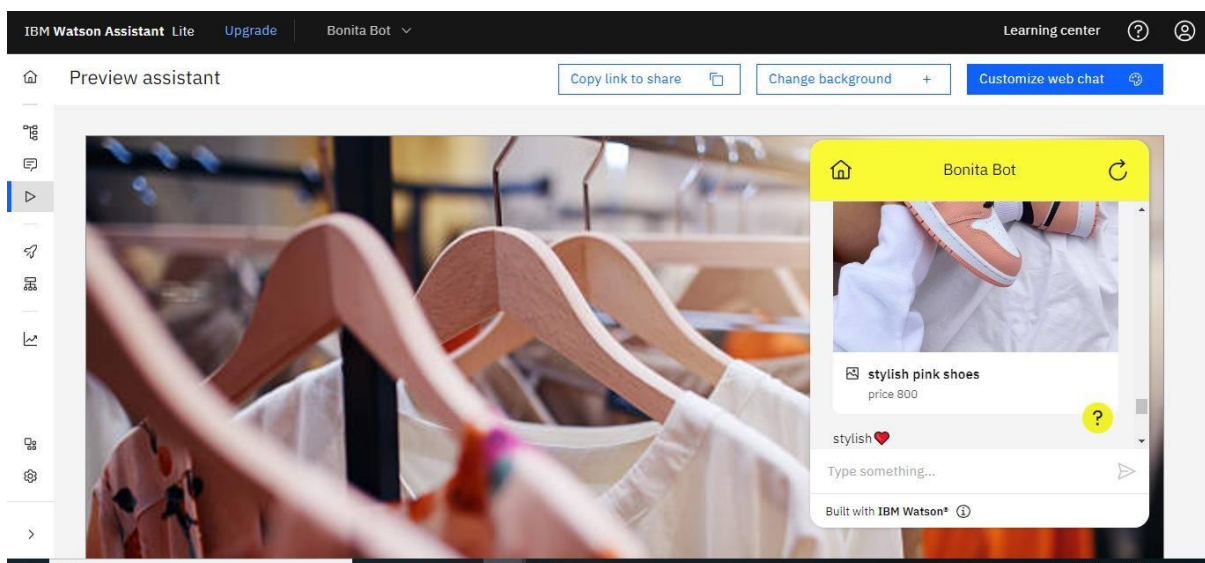 IBM Watson Assistant Lite Upgrade Bonita Bot Learning center
Preview assistant Copy link to share Change background + Customize web chat
Bonita Bot
stylish pink shoes
price 800
?
stylish❤️
Type something...
Built with IBM Watson®